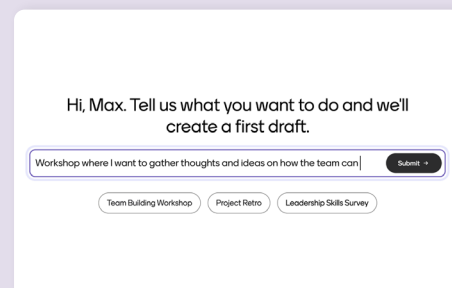 Hi, Max. Tell us what you want to do and we'll
create a first draft.
Workshop where I want to gather thoughts and ideas on how the team can
Submit →
Team Building Workshop
Project Retro
Leadership Skills Survey